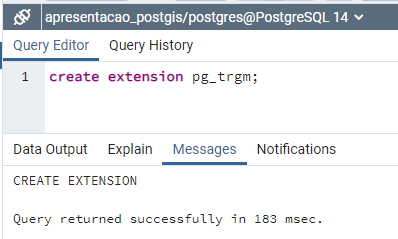 apresentacao_postgis/postgres@PostgreSQL 14
Query Editor Query History
1 create extension pg_trgm;
Data Output Explain Messages Notifications
CREATE EXTENSION
Query returned successfully in 183 msec.